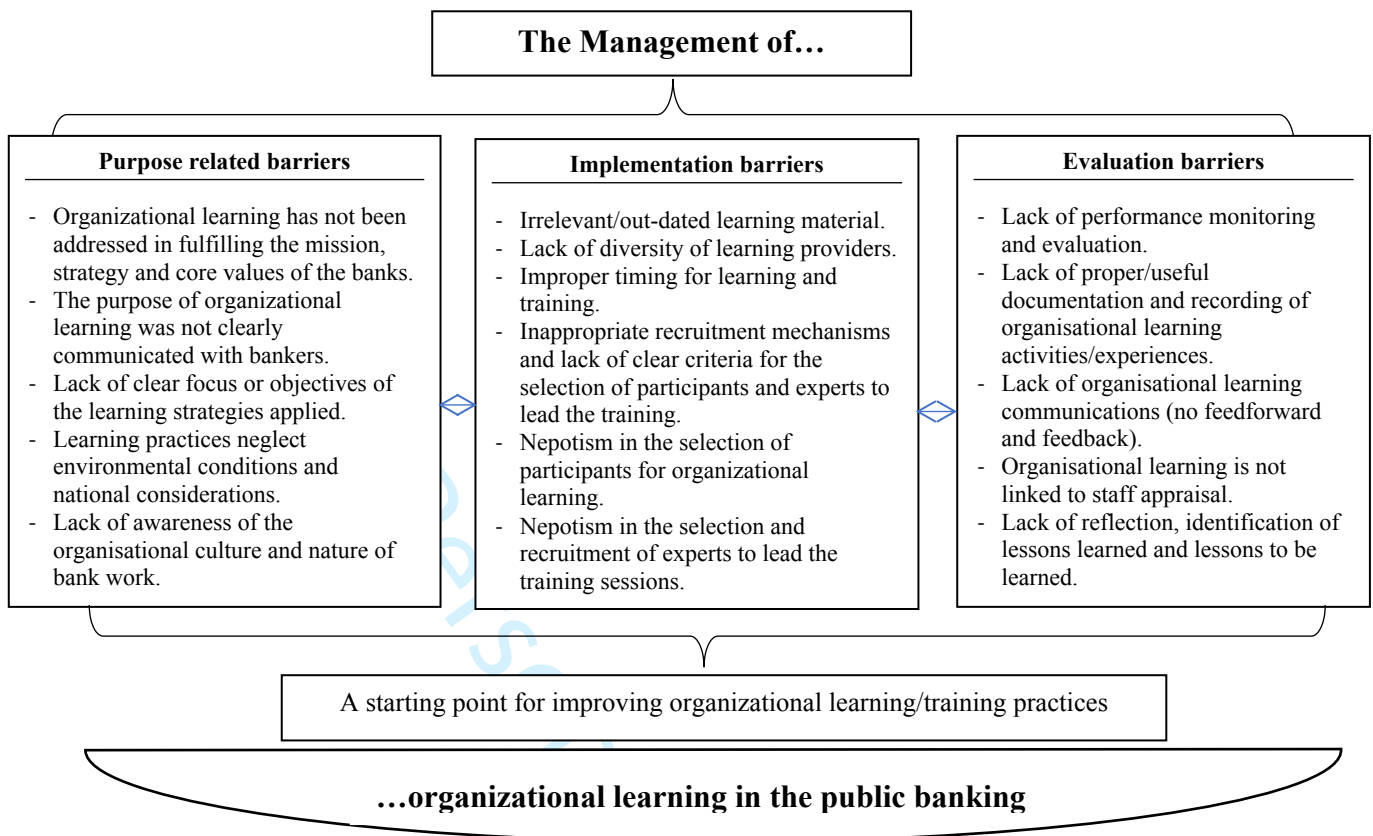 The Management of…
Purpose related barriers
- Organizational learning has not been
addressed in fulfilling the mission,
strategy and core values of the banks.
- The purpose of organizational
learning was not clearly
communicated with bankers.
- Lack of clear focus or objectives of
the learning strategies applied.
- Learning practices neglect
environmental conditions and
national considerations.
- Lack of awareness of the
organisational culture and nature of
bank work.
Implementation barriers
- Irrelevant/out-dated learning material.
- Lack of diversity of learning providers.
- Improper timing for learning and
training.
- Inappropriate recruitment mechanisms
and lack of clear criteria for the
selection of participants and experts to
lead the training.
- Nepotism in the selection of
participants for organizational
learning.
- Nepotism in the selection and
recruitment of experts to lead the
training sessions.
Evaluation barriers
- Lack of performance monitoring
and evaluation.
- Lack of proper/useful
documentation and recording of
organisational learning
activities/experiences.
- Lack of organisational learning
communications (no feedforward
and feedback).
- Organisational learning is not
linked to staff appraisal.
- Lack of reflection, identification of
lessons learned and lessons to be
learned.
A starting point for improving organizational learning/training practices
…organizational learning in the public banking